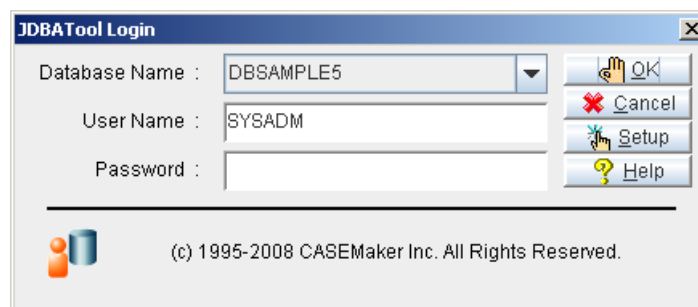 JDBATool Login
Database Name : DBSAMPLE5
OK
Cancel
User Name : SYSADM
Setup
Password :
Help
(c) 1995-2008 CASEMaker Inc. All Rights Reserved.